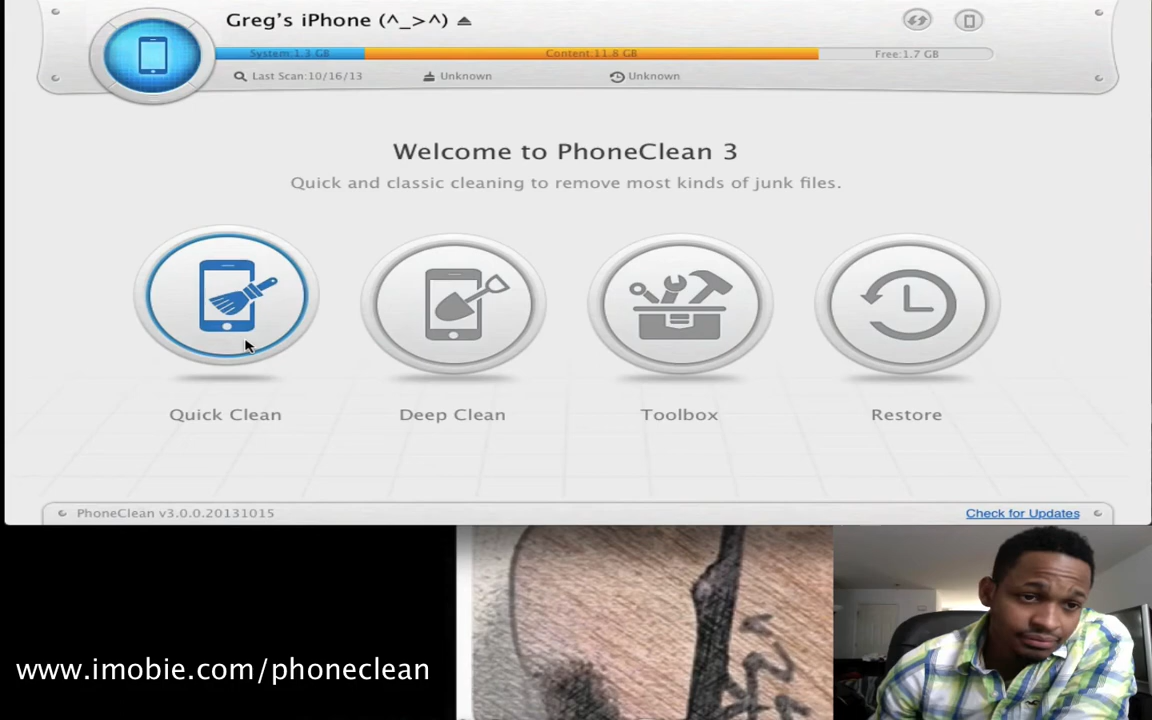 Greg's iPhone (^_>^)
System:1.3 GB Content:11.8 GB Free:1.7 GB
Last Scan:10/16/13 Unknown Unknown
Welcome to PhoneClean 3
Quick and classic cleaning to remove most kinds of junk files.
Quick Clean Deep Clean Toolbox Restore
PhoneClean v3.0.0.20131015 Check for Updates
www.imobie.com/phoneclean